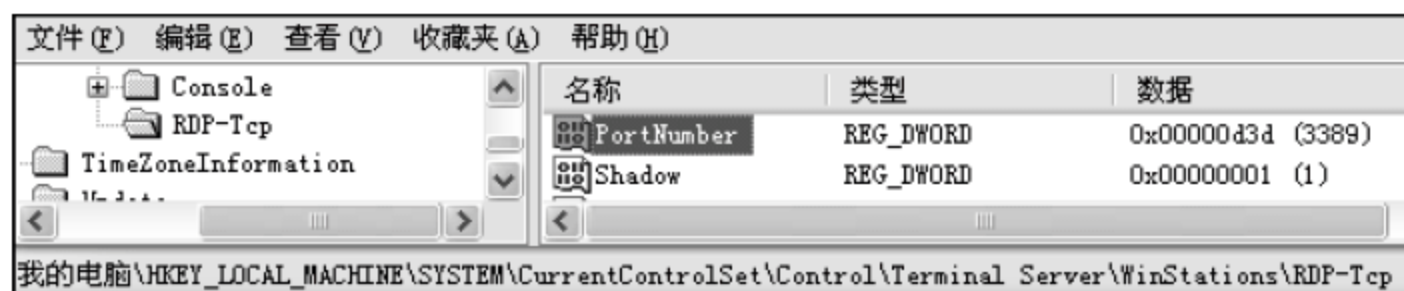 文件(F) 编辑(E) 查看(V) 收藏夹(A) 帮助(H)
Console
RDP-Tcp
TimeZoneInformation
名称 类型 数据
PortNumber REG_DWORD 0x00000d3d (3389)
Shadow REG_DWORD 0x00000001 (1)
我的电脑\HKEY_LOCAL_MACHINE\SYSTEM\CurrentControlSet\Control\Terminal Server\WinStations\RDP-Tcp